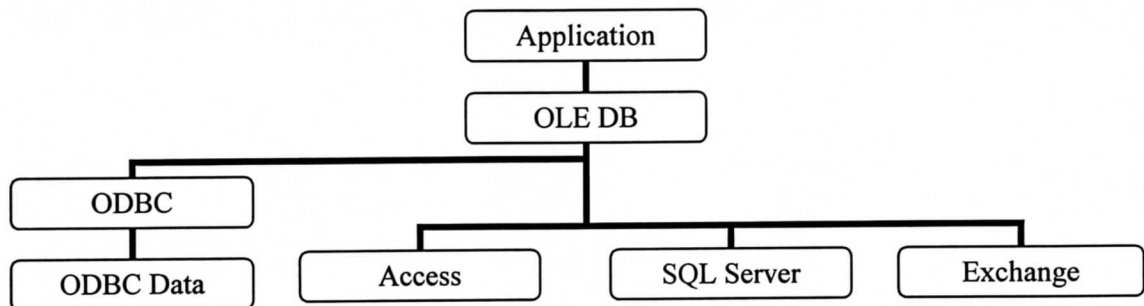 Application
OLE DB
ODBC
ODBC Data
Access
SQL Server
Exchange